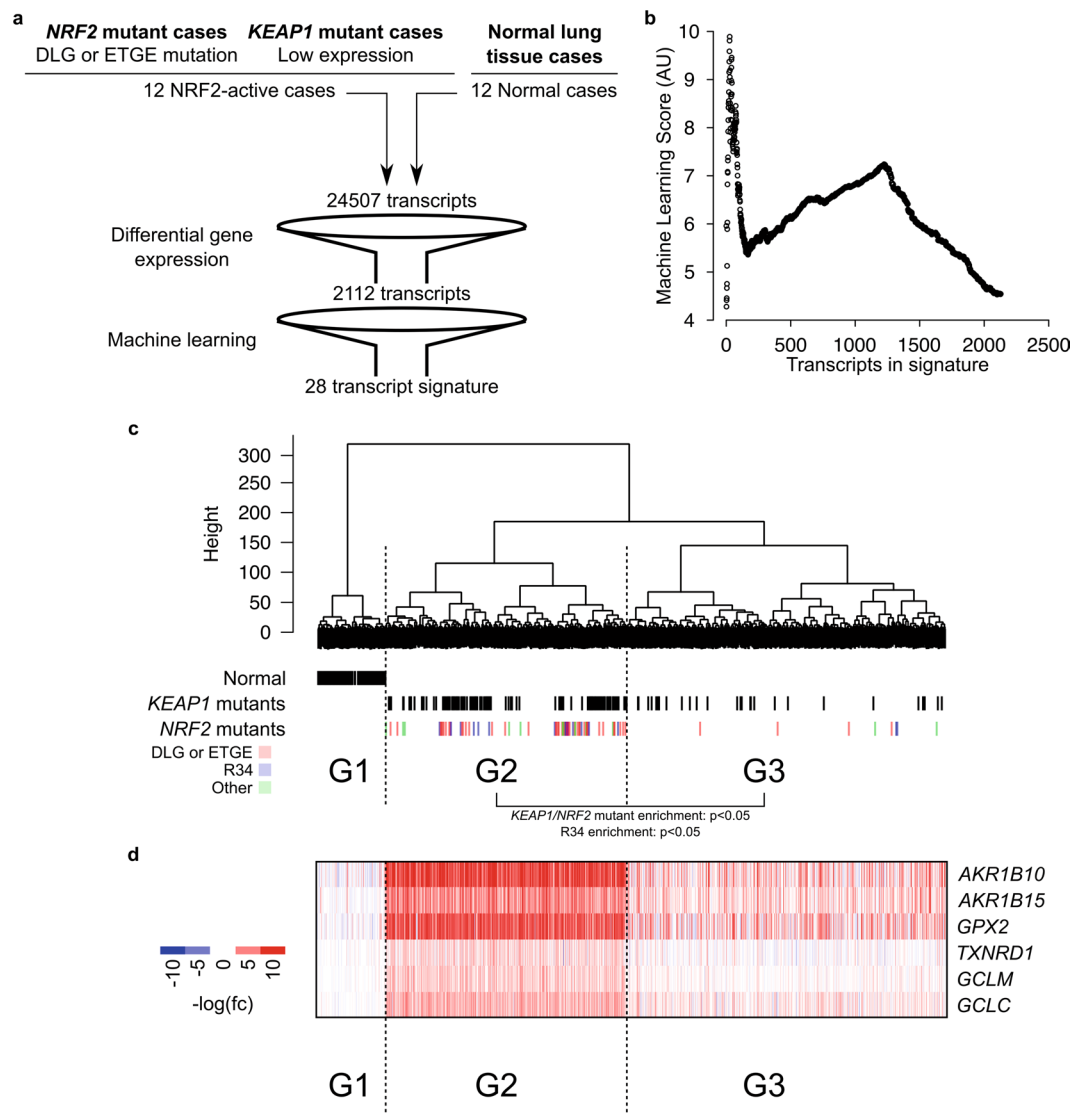 a
NRF2 mutant cases
DLG or ETGE mutation
KEAP1 mutant cases
Low expression
Normal lung
tissue cases
12 NRF2-active cases
12 Normal cases
24507 transcripts
Differential gene
expression
2112 transcripts
Machine learning
28 transcript signature
b
Machine Learning Score (AU)
10
9
8
7
6
5
4
0 500 1000 1500 2000 2500
Transcripts in signature
c
Height
300
250
200
150
100
50
0
Normal
KEAP1 mutants
NRF2 mutants
DLG or ETGE
R34
Other
G1 G2 G3
KEAP1/NRF2 mutant enrichment: p<0.05
R34 enrichment: p<0.05
d
AKR1B10
AKR1B15
GPX2
TXNRD1
GCLM
GCLC
-10 -5 0 5 10
-log(fc)
G1 G2 G3